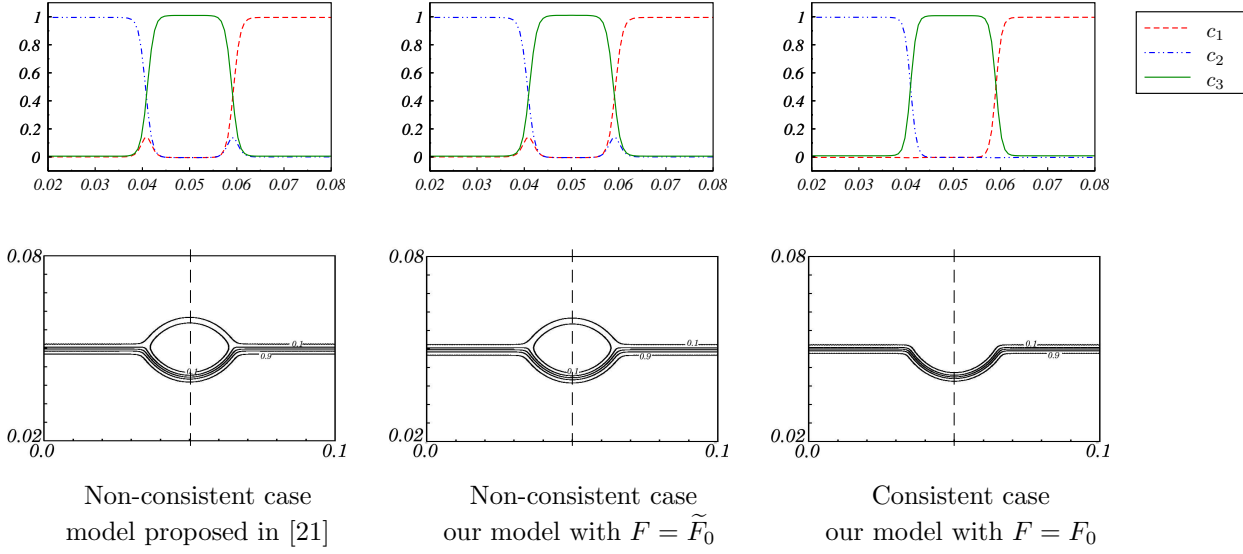 1
0.8
0.6
0.4
0.2
0
0.02 0.03 0.04 0.05 0.06 0.07 0.08
1
0.8
0.6
0.4
0.2
0
0.02 0.03 0.04 0.05 0.06 0.07 0.08
1
0.8
0.6
0.4
0.2
0
0.02 0.03 0.04 0.05 0.06 0.07 0.08
c₁
c₂
c₃
0.08
0.1
0.9
0.1
0.02
0.0 0.1
0.08
0.1
0.9
0.1
0.02
0.0 0.1
0.08
0.1
0.9
0.02
0.0 0.1
Non-consistent case
model proposed in [21]
Non-consistent case
our model with F = F̃₀
Consistent case
our model with F = F₀